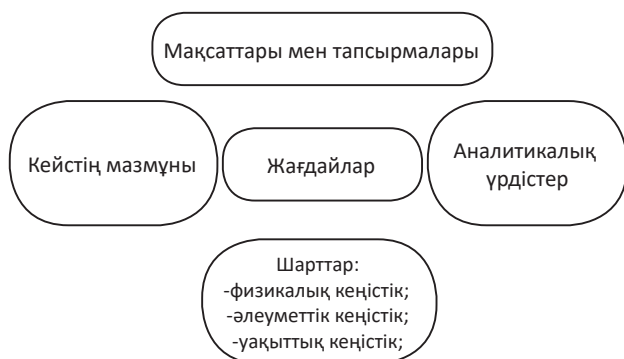 Мақсаттары мен тапсырмалары
Кейстің мазмұны
Жағдайлар
Аналитикалық
үрдістер
Шарттар:
-физикалық кеңістік;
-әлеуметтік кеңістік;
-уақыттық кеңістік;